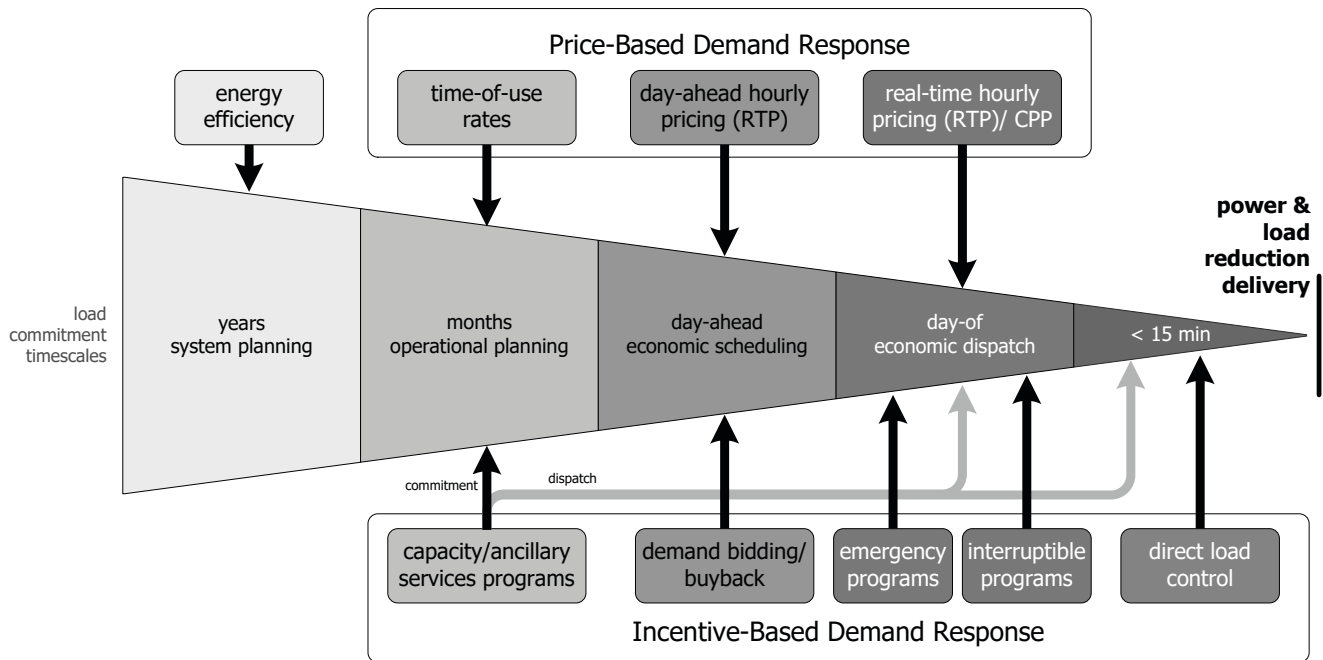 Price-Based Demand Response
energy
efficiency
time-of-use
rates
day-ahead hourly
pricing (RTP)
real-time hourly
pricing (RTP)/ CPP
power &
load
reduction
delivery
load
commitment
timescales
years
system planning
months
operational planning
day-ahead
economic scheduling
day-of
economic dispatch
< 15 min
commitment
dispatch
capacity/ancillary
services programs
demand bidding/
buyback
emergency
programs
interruptible
programs
direct load
control
Incentive-Based Demand Response